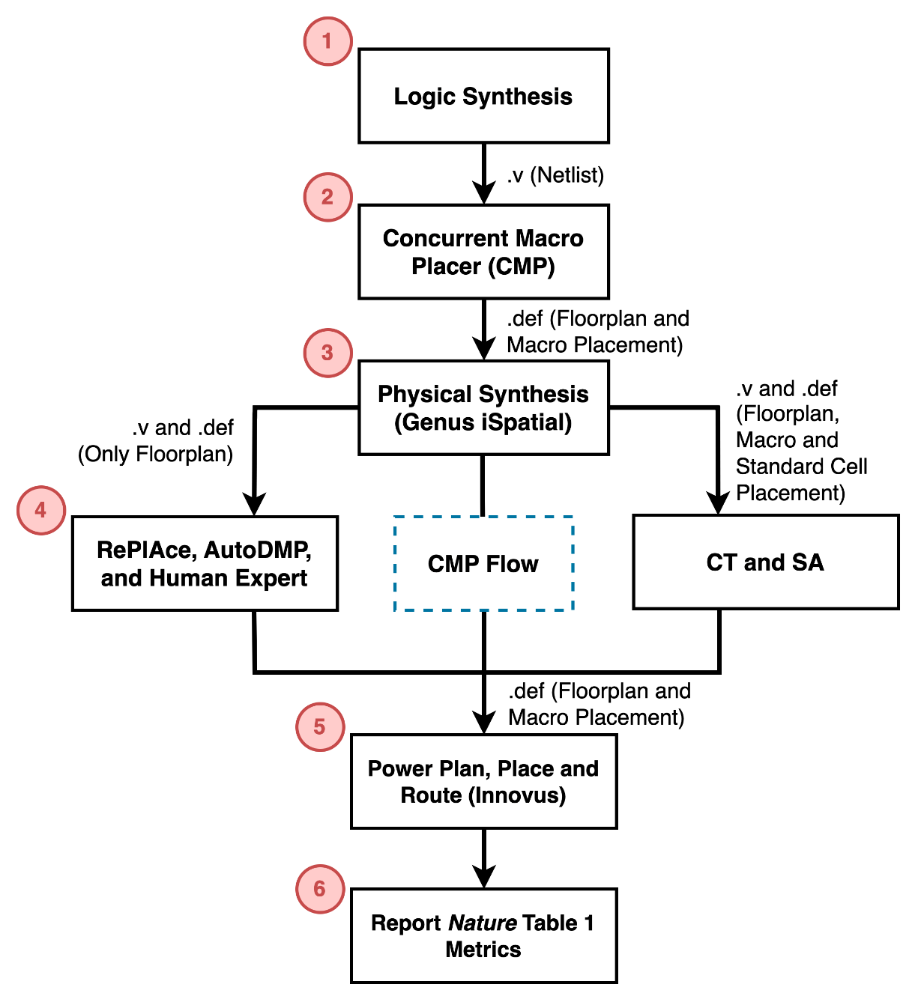 1
Logic Synthesis
.v (Netlist)
2
Concurrent Macro
Placer (CMP)
.def (Floorplan and
Macro Placement)
3
Physical Synthesis
(Genus iSpatial)
.v and .def
(Only Floorplan)
.v and .def
(Floorplan,
Macro and
Standard Cell
Placement)
4
RePlAce, AutoDMP,
and Human Expert
CMP Flow
CT and SA
.def (Floorplan and
Macro Placement)
5
Power Plan, Place and
Route (Innovus)
6
Report Nature Table 1
Metrics